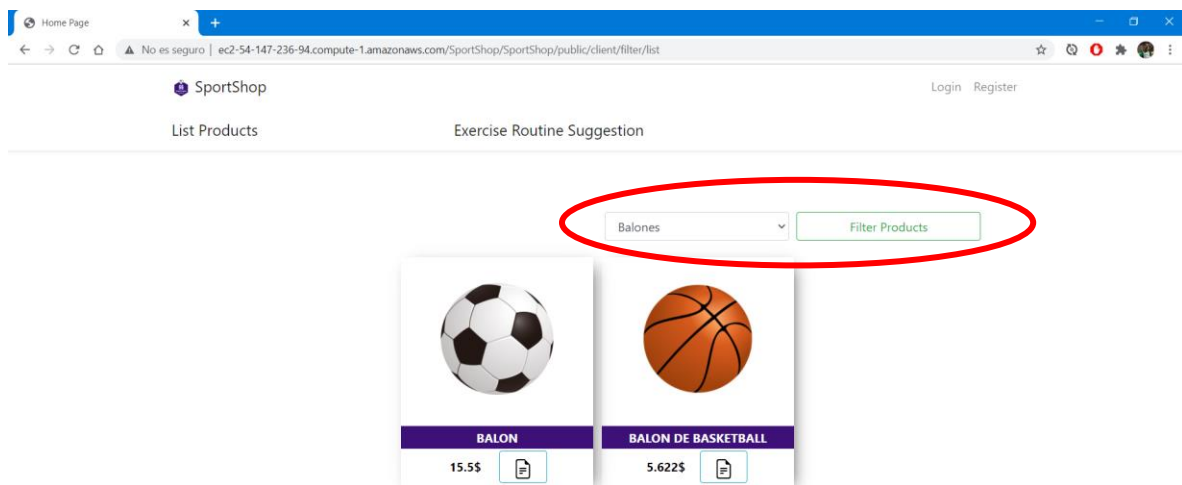 Home Page
No es seguro | ec2-54-147-236-94.compute-1.amazonaws.com/SportShop/SportShop/public/client/filter/list
SportShop
Login Register
List Products
Exercise Routine Suggestion
Balones
Filter Products
BALON
BALON DE BASKETBALL
15.5$
5.622$